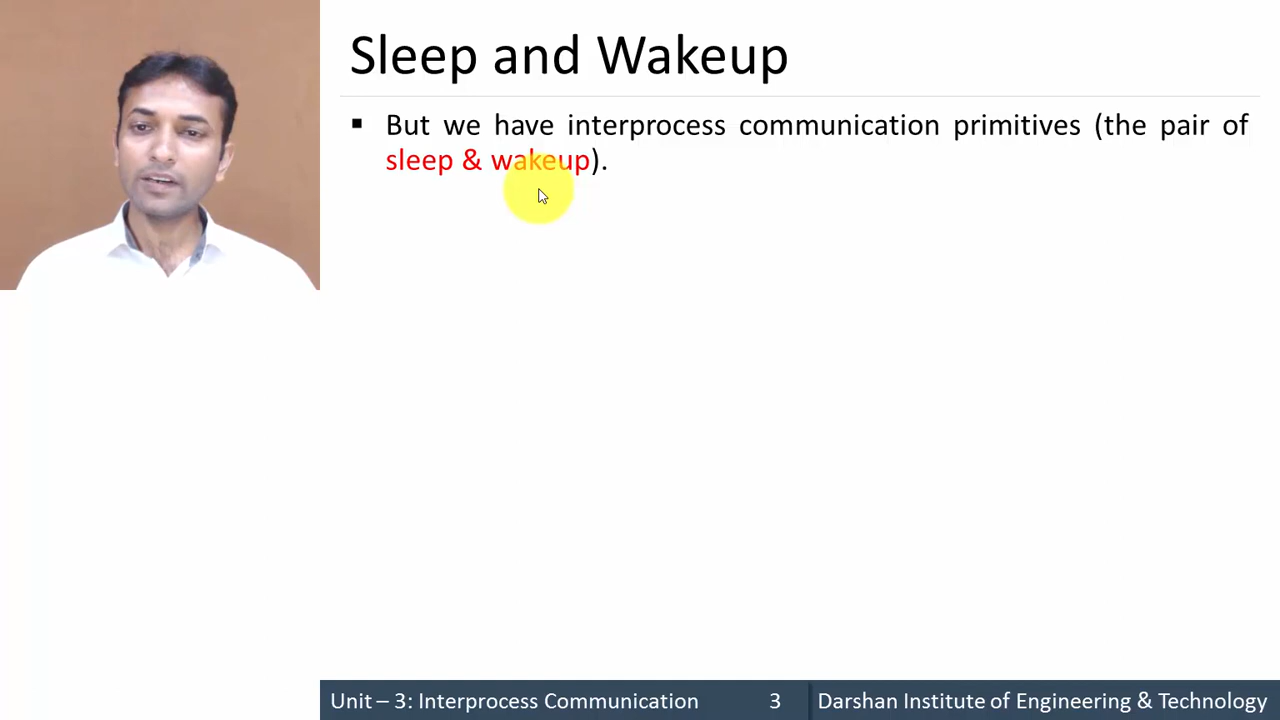 Sleep and Wakeup
▪ But we have interprocess communication primitives (the pair of
sleep & wakeup).
Unit – 3: Interprocess Communication 3 Darshan Institute of Engineering & Technology